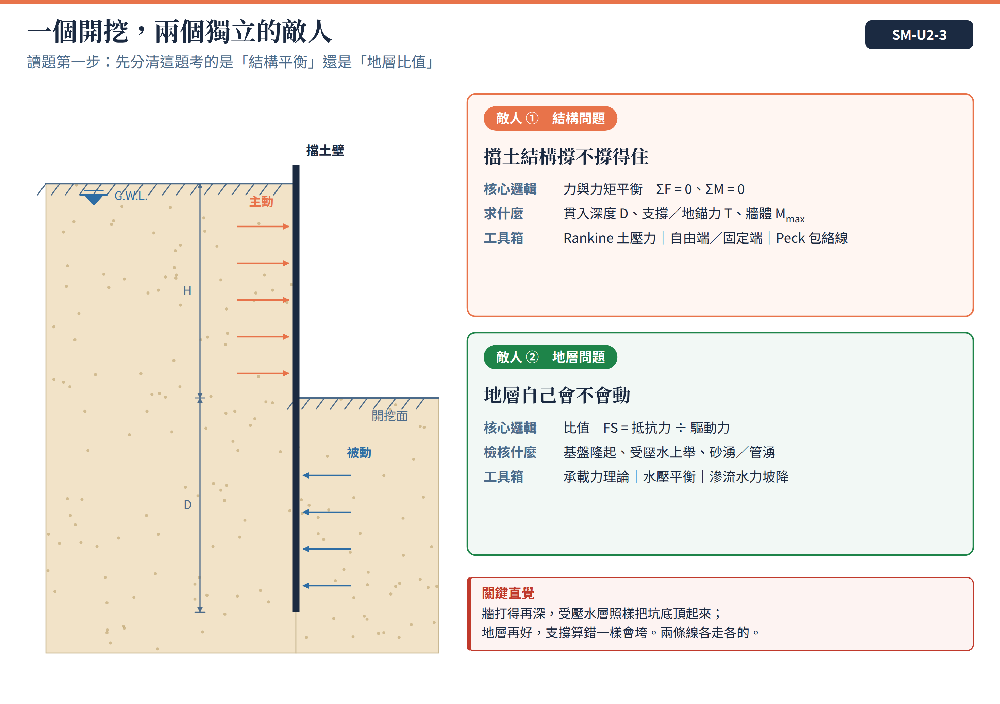 一個開挖，兩個獨立的敵人
SM-U2-3
讀題第一步：先分清這題考的是「結構平衡」還是「地層比值」
擋土壁
G.W.L.
主動
H
開挖面
被動
D
敵人 ①　結構問題
擋土結構撐不撐得住
核心邏輯　力與力矩平衡　ΣF = 0、ΣM = 0
求什麼　貫入深度 D、支撐／地錨力 T、牆體 Mmax
工具箱　Rankine 土壓力｜自由端／固定端｜Peck 包絡線
敵人 ②　地層問題
地層自己會不會動
核心邏輯　比值　FS = 抵抗力 ÷ 驅動力
檢核什麼　基盤隆起、受壓水上舉、砂湧／管湧
工具箱　承載力理論｜水壓平衡｜滲流水力坡降
關鍵直覺
牆打得再深，受壓水層照樣把坑底頂起來；
地層再好，支撐算錯一樣會垮。兩條線各走各的。